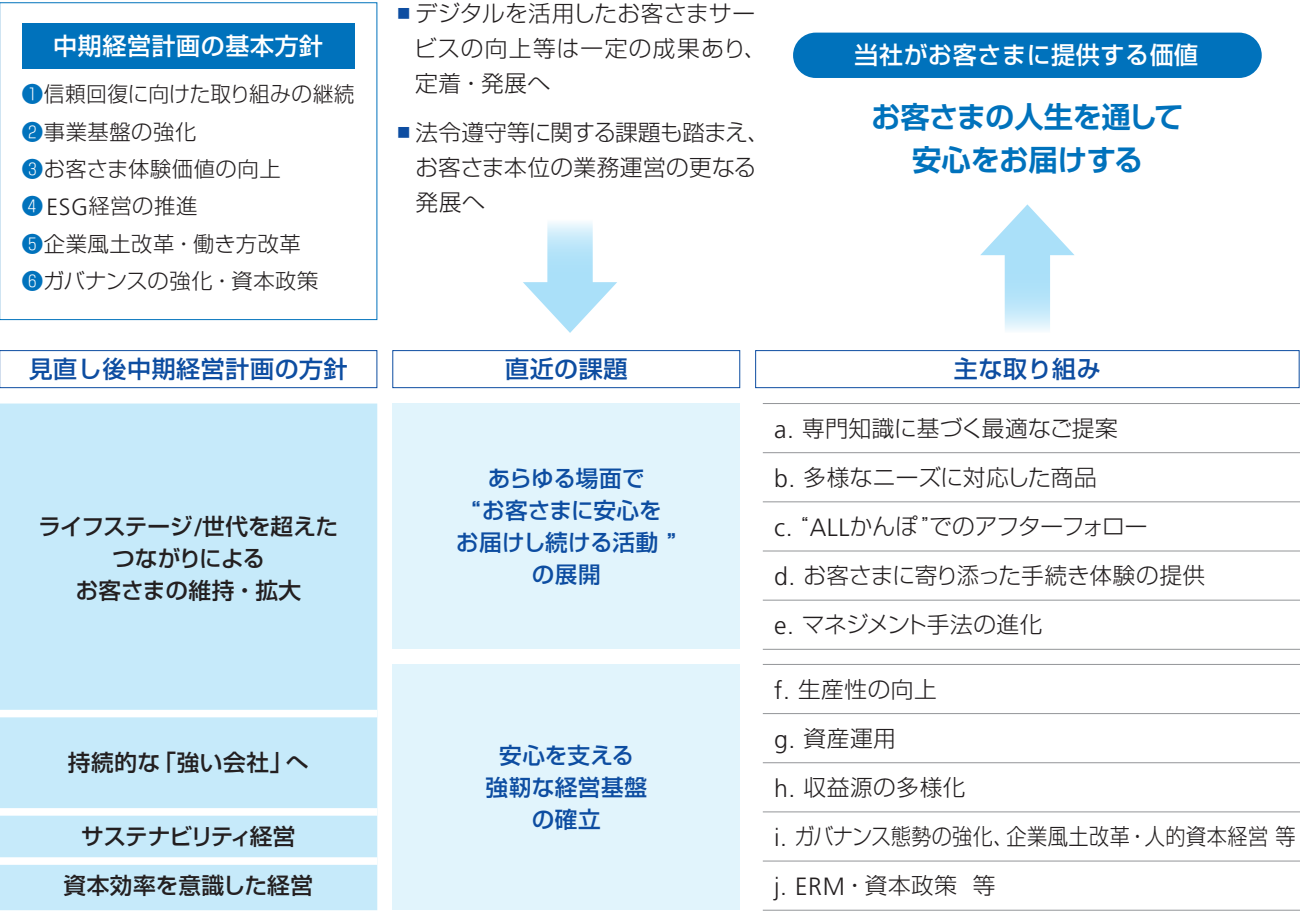 中期経営計画の基本方針
❶信頼回復に向けた取り組みの継続
❷事業基盤の強化
❸お客さま体験価値の向上
❹ESG経営の推進
❺企業風土改革・働き方改革
❻ガバナンスの強化・資本政策
■デジタルを活用したお客さまサー
ビスの向上等は一定の成果あり、
定着・発展へ
■法令遵守等に関する課題も踏まえ、
お客さま本位の業務運営の更なる
発展へ
当社がお客さまに提供する価値
お客さまの人生を通して
安心をお届けする
見直し後中期経営計画の方針
ライフステージ/世代を超えた
つながりによる
お客さまの維持・拡大
持続的な「強い会社」へ
サステナビリティ経営
資本効率を意識した経営
直近の課題
あらゆる場面で
“お客さまに安心を
お届けし続ける活動 ”
の展開
安心を支える
強靭な経営基盤
の確立
主な取り組み
a. 専門知識に基づく最適なご提案
b. 多様なニーズに対応した商品
c. “ALLかんぽ”でのアフターフォロー
d. お客さまに寄り添った手続き体験の提供
e. マネジメント手法の進化
f. 生産性の向上
g. 資産運用
h. 収益源の多様化
i. ガバナンス態勢の強化、企業風土改革・人的資本経営 等
j. ERM・資本政策 等